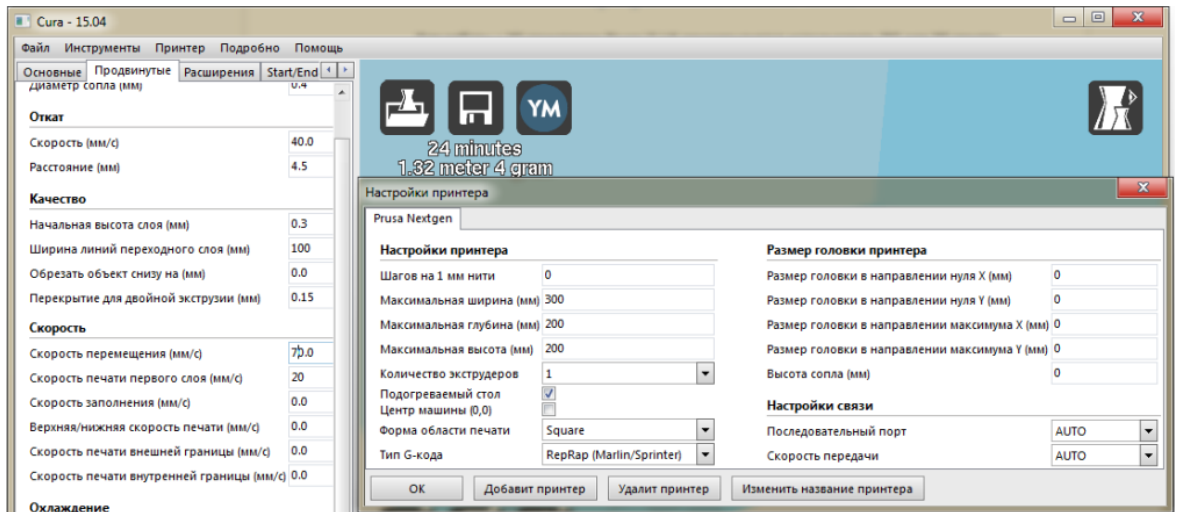 Cura - 15.04
Файл Инструменты Принтер Подробно Помощь
Основные Продвинутые Расширения Start/End
Диаметр сопла (мм) 0.4
Откат
Скорость (мм/с) 40.0
Расстояние (мм) 4.5
Качество
Начальная высота слоя (мм) 0.3
Ширина линий переходного слоя (мм) 100
Обрезать объект снизу на (мм) 0.0
Перекрытие для двойной экструзии (мм) 0.15
Скорость
Скорость перемещения (мм/с) 70.0
Скорость печати первого слоя (мм/с) 20
Скорость заполнения (мм/с) 0.0
Верхняя/нижняя скорость печати (мм/с) 0.0
Скорость печати внешней границы (мм/с) 0.0
Скорость печати внутренней границы (мм/с) 0.0
Охлаждение
YM
24 minutes
1.32 meter 4 gram
Настройки принтера
Prusa Nextgen
Настройки принтера
Шагов на 1 мм нити 0
Максимальная ширина (мм) 300
Максимальная глубина (мм) 200
Максимальная высота (мм) 200
Количество экструдеров 1
Подогреваемый стол
Центр машины (0,0)
Форма области печати Square
Тип G-кода RepRap (Marlin/Sprinter)
Размер головки принтера
Размер головки в направлении нуля X (мм) 0
Размер головки в направлении нуля Y (мм) 0
Размер головки в направлении максимума X (мм) 0
Размер головки в направлении максимума Y (мм) 0
Высота сопла (мм) 0
Настройки связи
Последовательный порт AUTO
Скорость передачи AUTO
OK Добавит принтер Удалит принтер Изменить название принтера